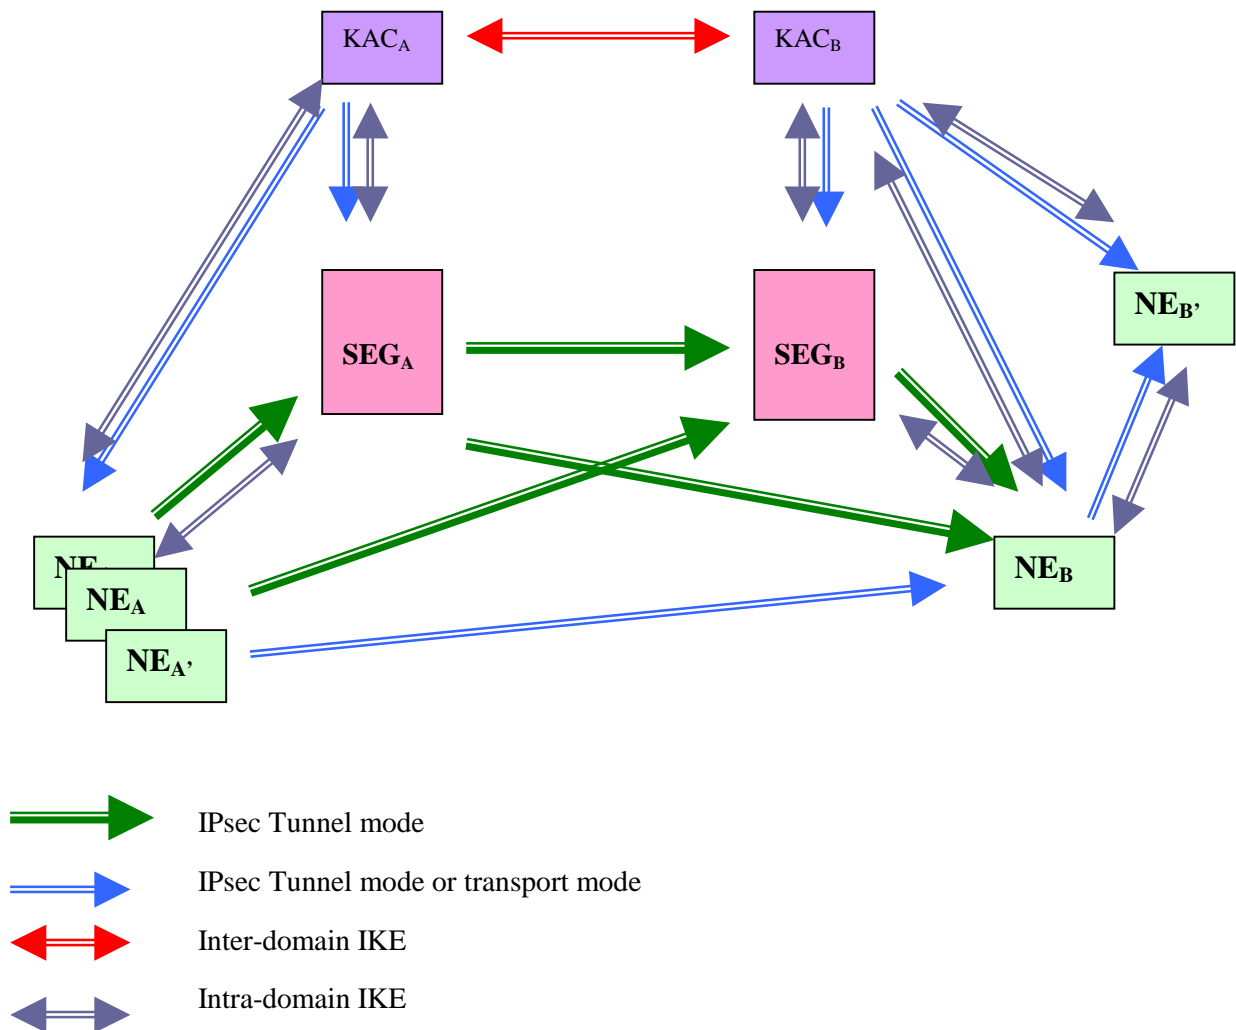 KACA
KACB
SEGA
SEGB
NEB’
NE
NEA
NEA’
NEB
IPsec Tunnel mode
IPsec Tunnel mode or transport mode
Inter-domain IKE
Intra-domain IKE